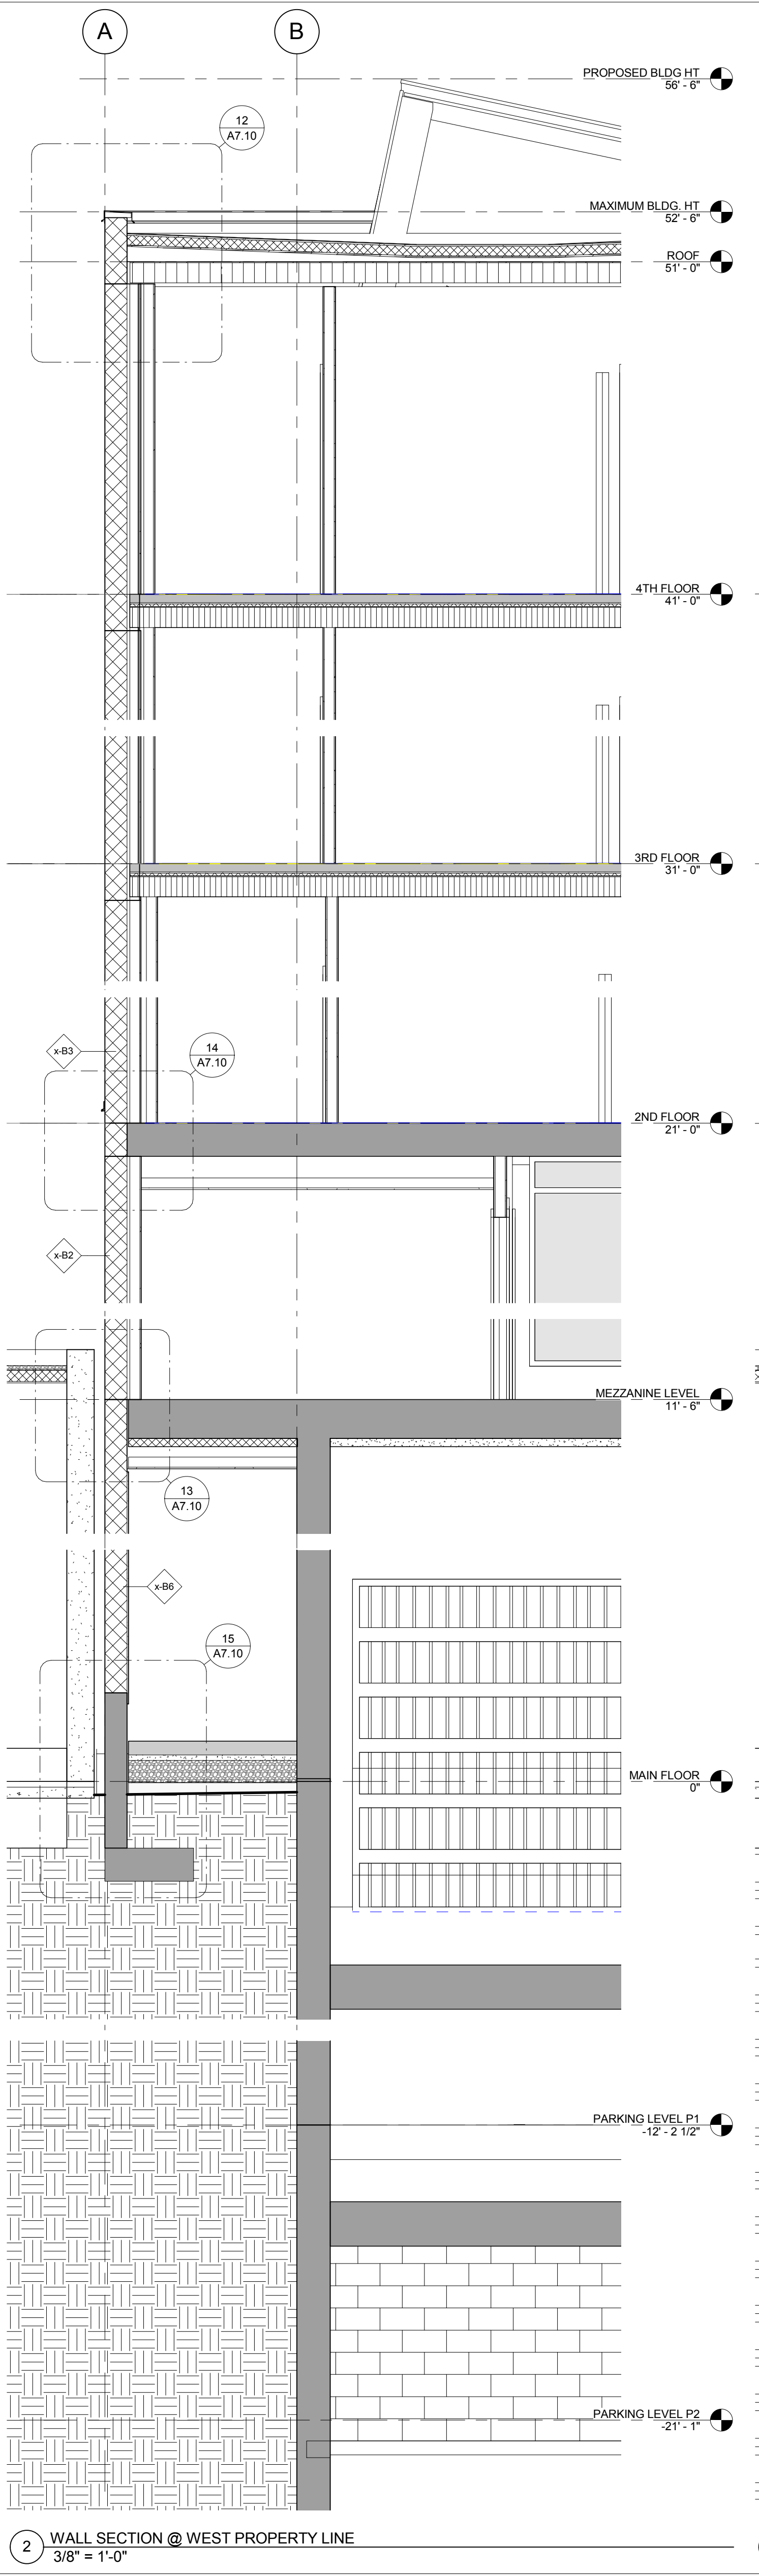 A
B
PROPOSED BLDG HT
56' - 6"
12
A7.10
MAXIMUM BLDG. HT
52' - 6"
ROOF
51' - 0"
4TH FLOOR
41' - 0"
3RD FLOOR
31' - 0"
x-B3
14
A7.10
2ND FLOOR
21' - 0"
x-B2
MEZZANINE LEVEL
11' - 6"
13
A7.10
x-B6
15
A7.10
MAIN FLOOR
0"
PARKING LEVEL P1
-12' - 2 1/2"
PARKING LEVEL P2
-21' - 1"
2
WALL SECTION @ WEST PROPERTY LINE
3/8" = 1'-0"